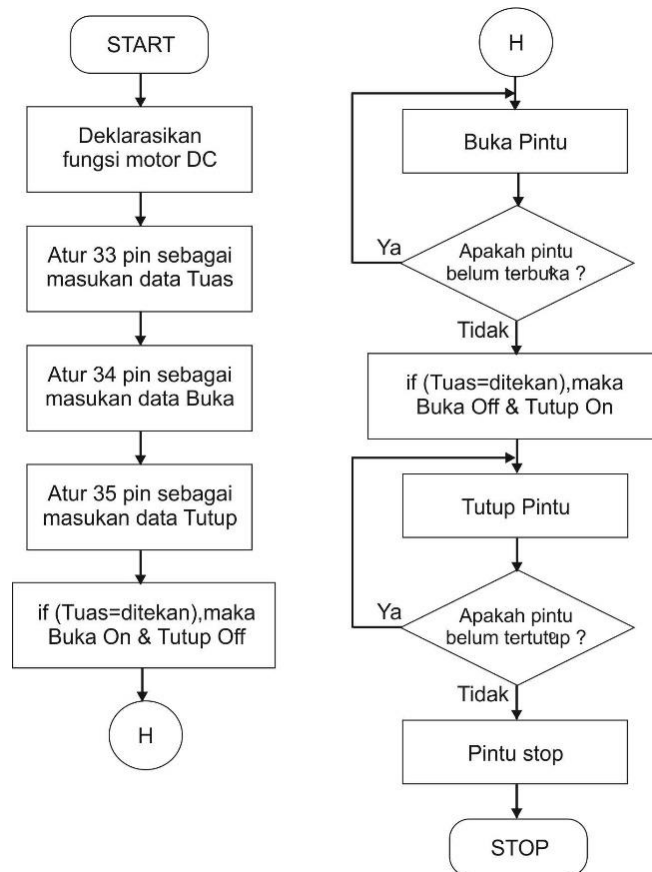 START
Deklarasikan
fungsi motor DC
Atur 33 pin sebagai
masukan data Tuas
Atur 34 pin sebagai
masukan data Buka
Atur 35 pin sebagai
masukan data Tutup
if (Tuas=ditekan),maka
Buka On & Tutup Off
H
H
Buka Pintu
Apakah pintu
belum terbuka ?
Ya
Tidak
if (Tuas=ditekan),maka
Buka Off & Tutup On
Tutup Pintu
Apakah pintu
belum tertutup ?
Ya
Tidak
Pintu stop
STOP